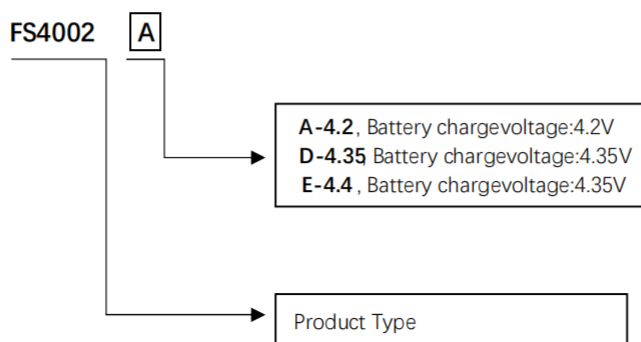 FS4002 A
A-4.2, Battery chargevoltage:4.2V
D-4.35, Battery chargevoltage:4.35V
E-4.4, Battery chargevoltage:4.35V
Product Type